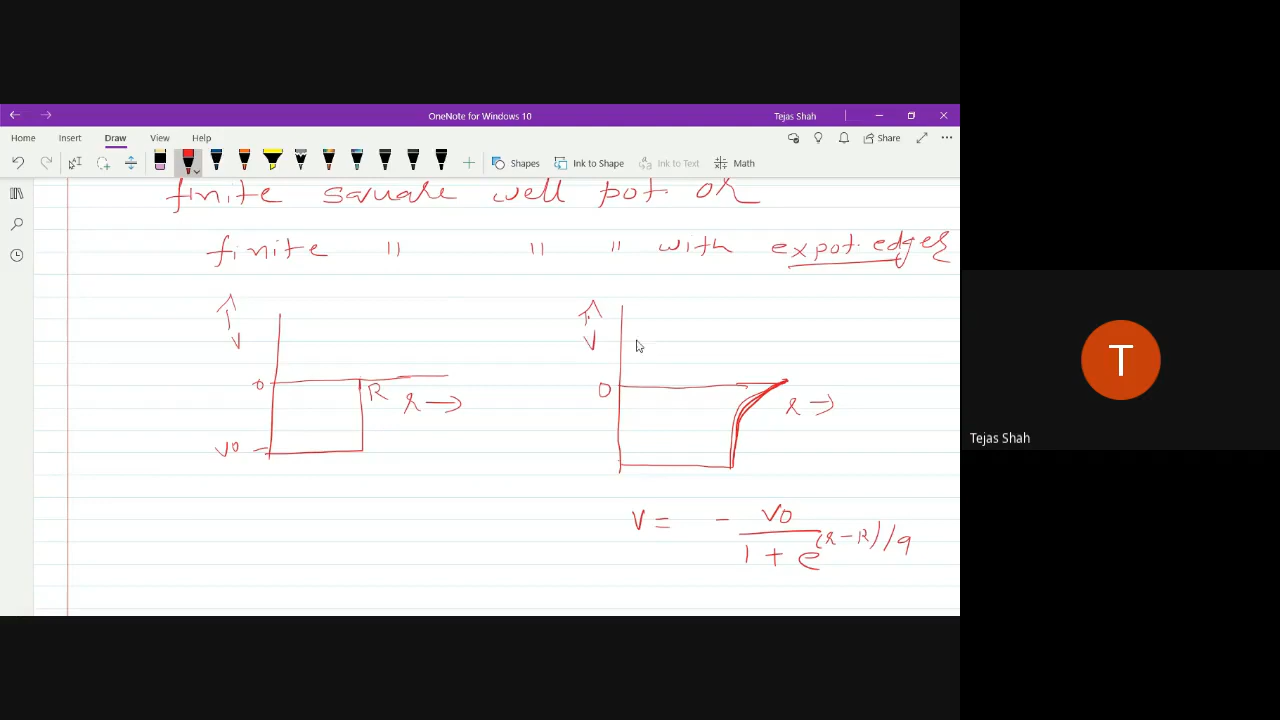 OneNote for Windows 10
Tejas Shah
Home Insert Draw View Help
Share
Shapes Ink to Shape Ink to Text Math
finite square well pot. or
finite " " " with expot. edges
V V
0 R r → 0 r →
V0
V = - V0 / 1 + e^(r-R)/a
T
Tejas Shah